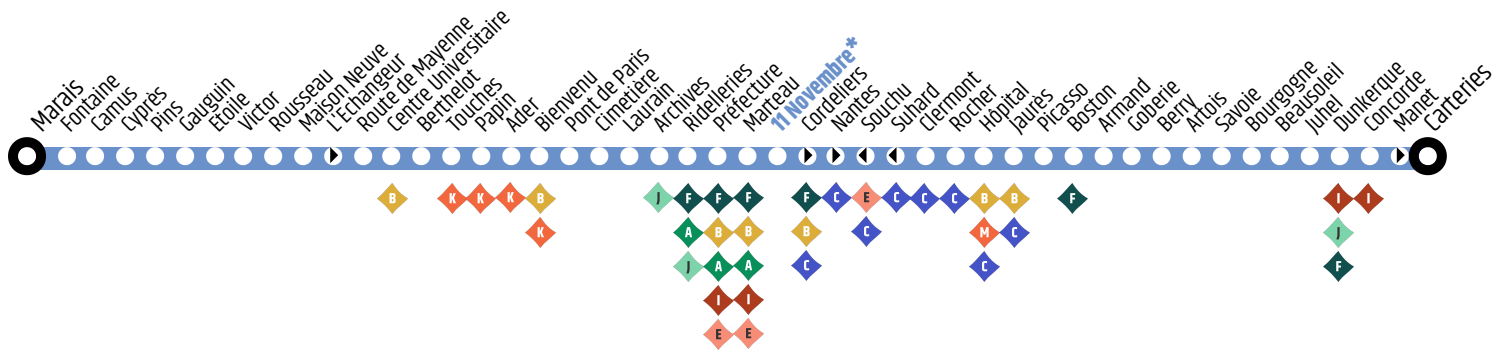 Marais
Fontaine
Camus
Cyprès
Pins
Gauguin
Etoile
Victor
Rousseau
Maison Neuve
L'Echangeur
Route de Mayenne
Centre Universitaire
Berthelot
Touches
Papin
Ader
Bienvenu
Pont de Paris
Cimetière
Laurain
Archives
Ridelleries
Préfecture
Marteau
11 Novembre*
Cordeliers
Nantes
Souchu
Suhard
Clermont
Rocher
Hôpital
Jaurès
Picasso
Boston
Armand
Goberie
Berry
Artois
Savoie
Bourgogne
Beausoleil
Juhel
Dunkerque
Concorde
Manet
Carteries
B K K K B J F F F F C E C C C B B F I I
K A B B B C M C J
J A A C C F
I I
E E